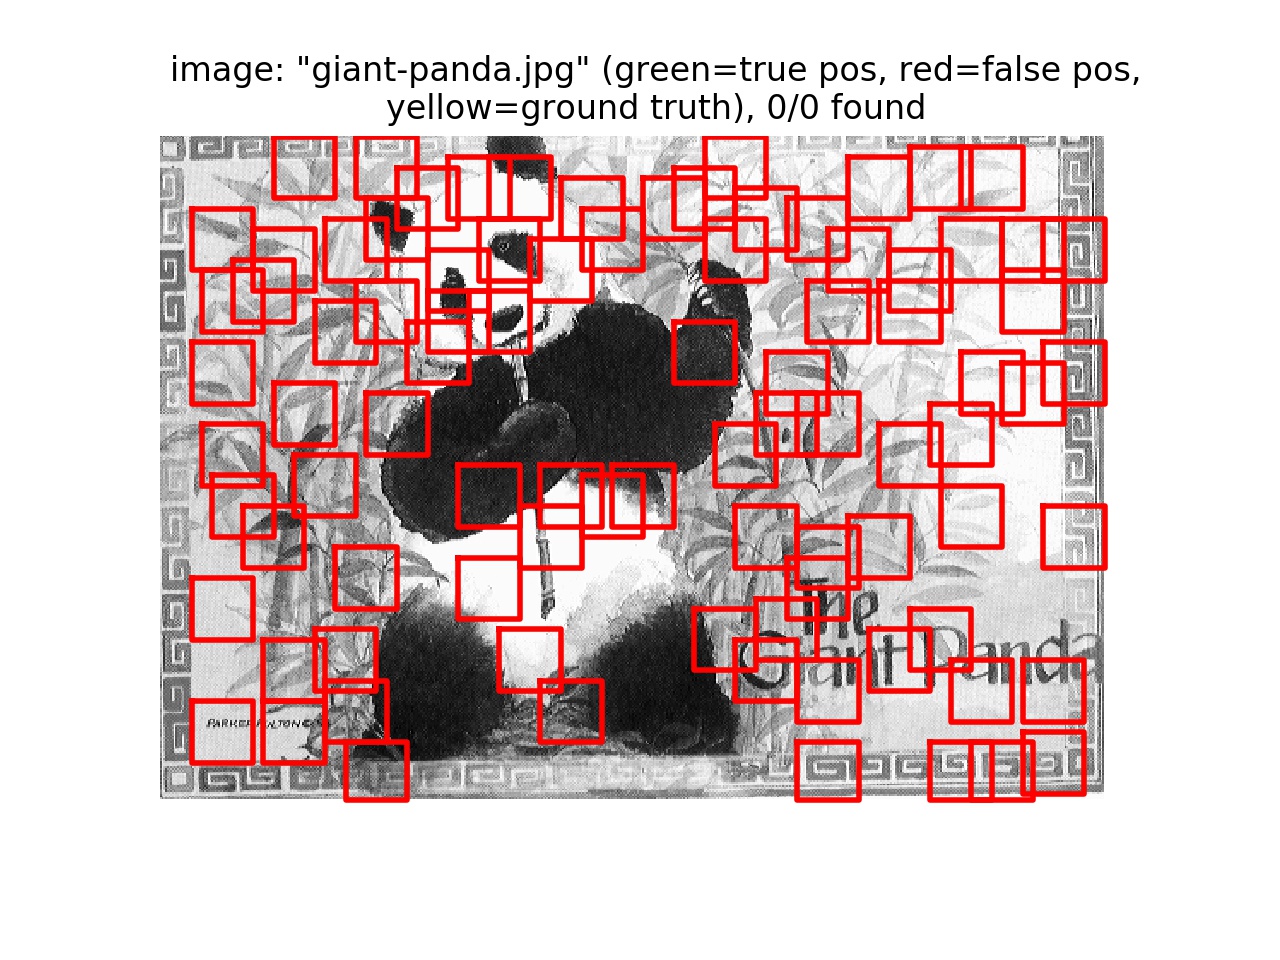 image: "giant-panda.jpg" (green=true pos, red=false pos,
yellow=ground truth), 0/0 found
The
Giant Panda
PARKER